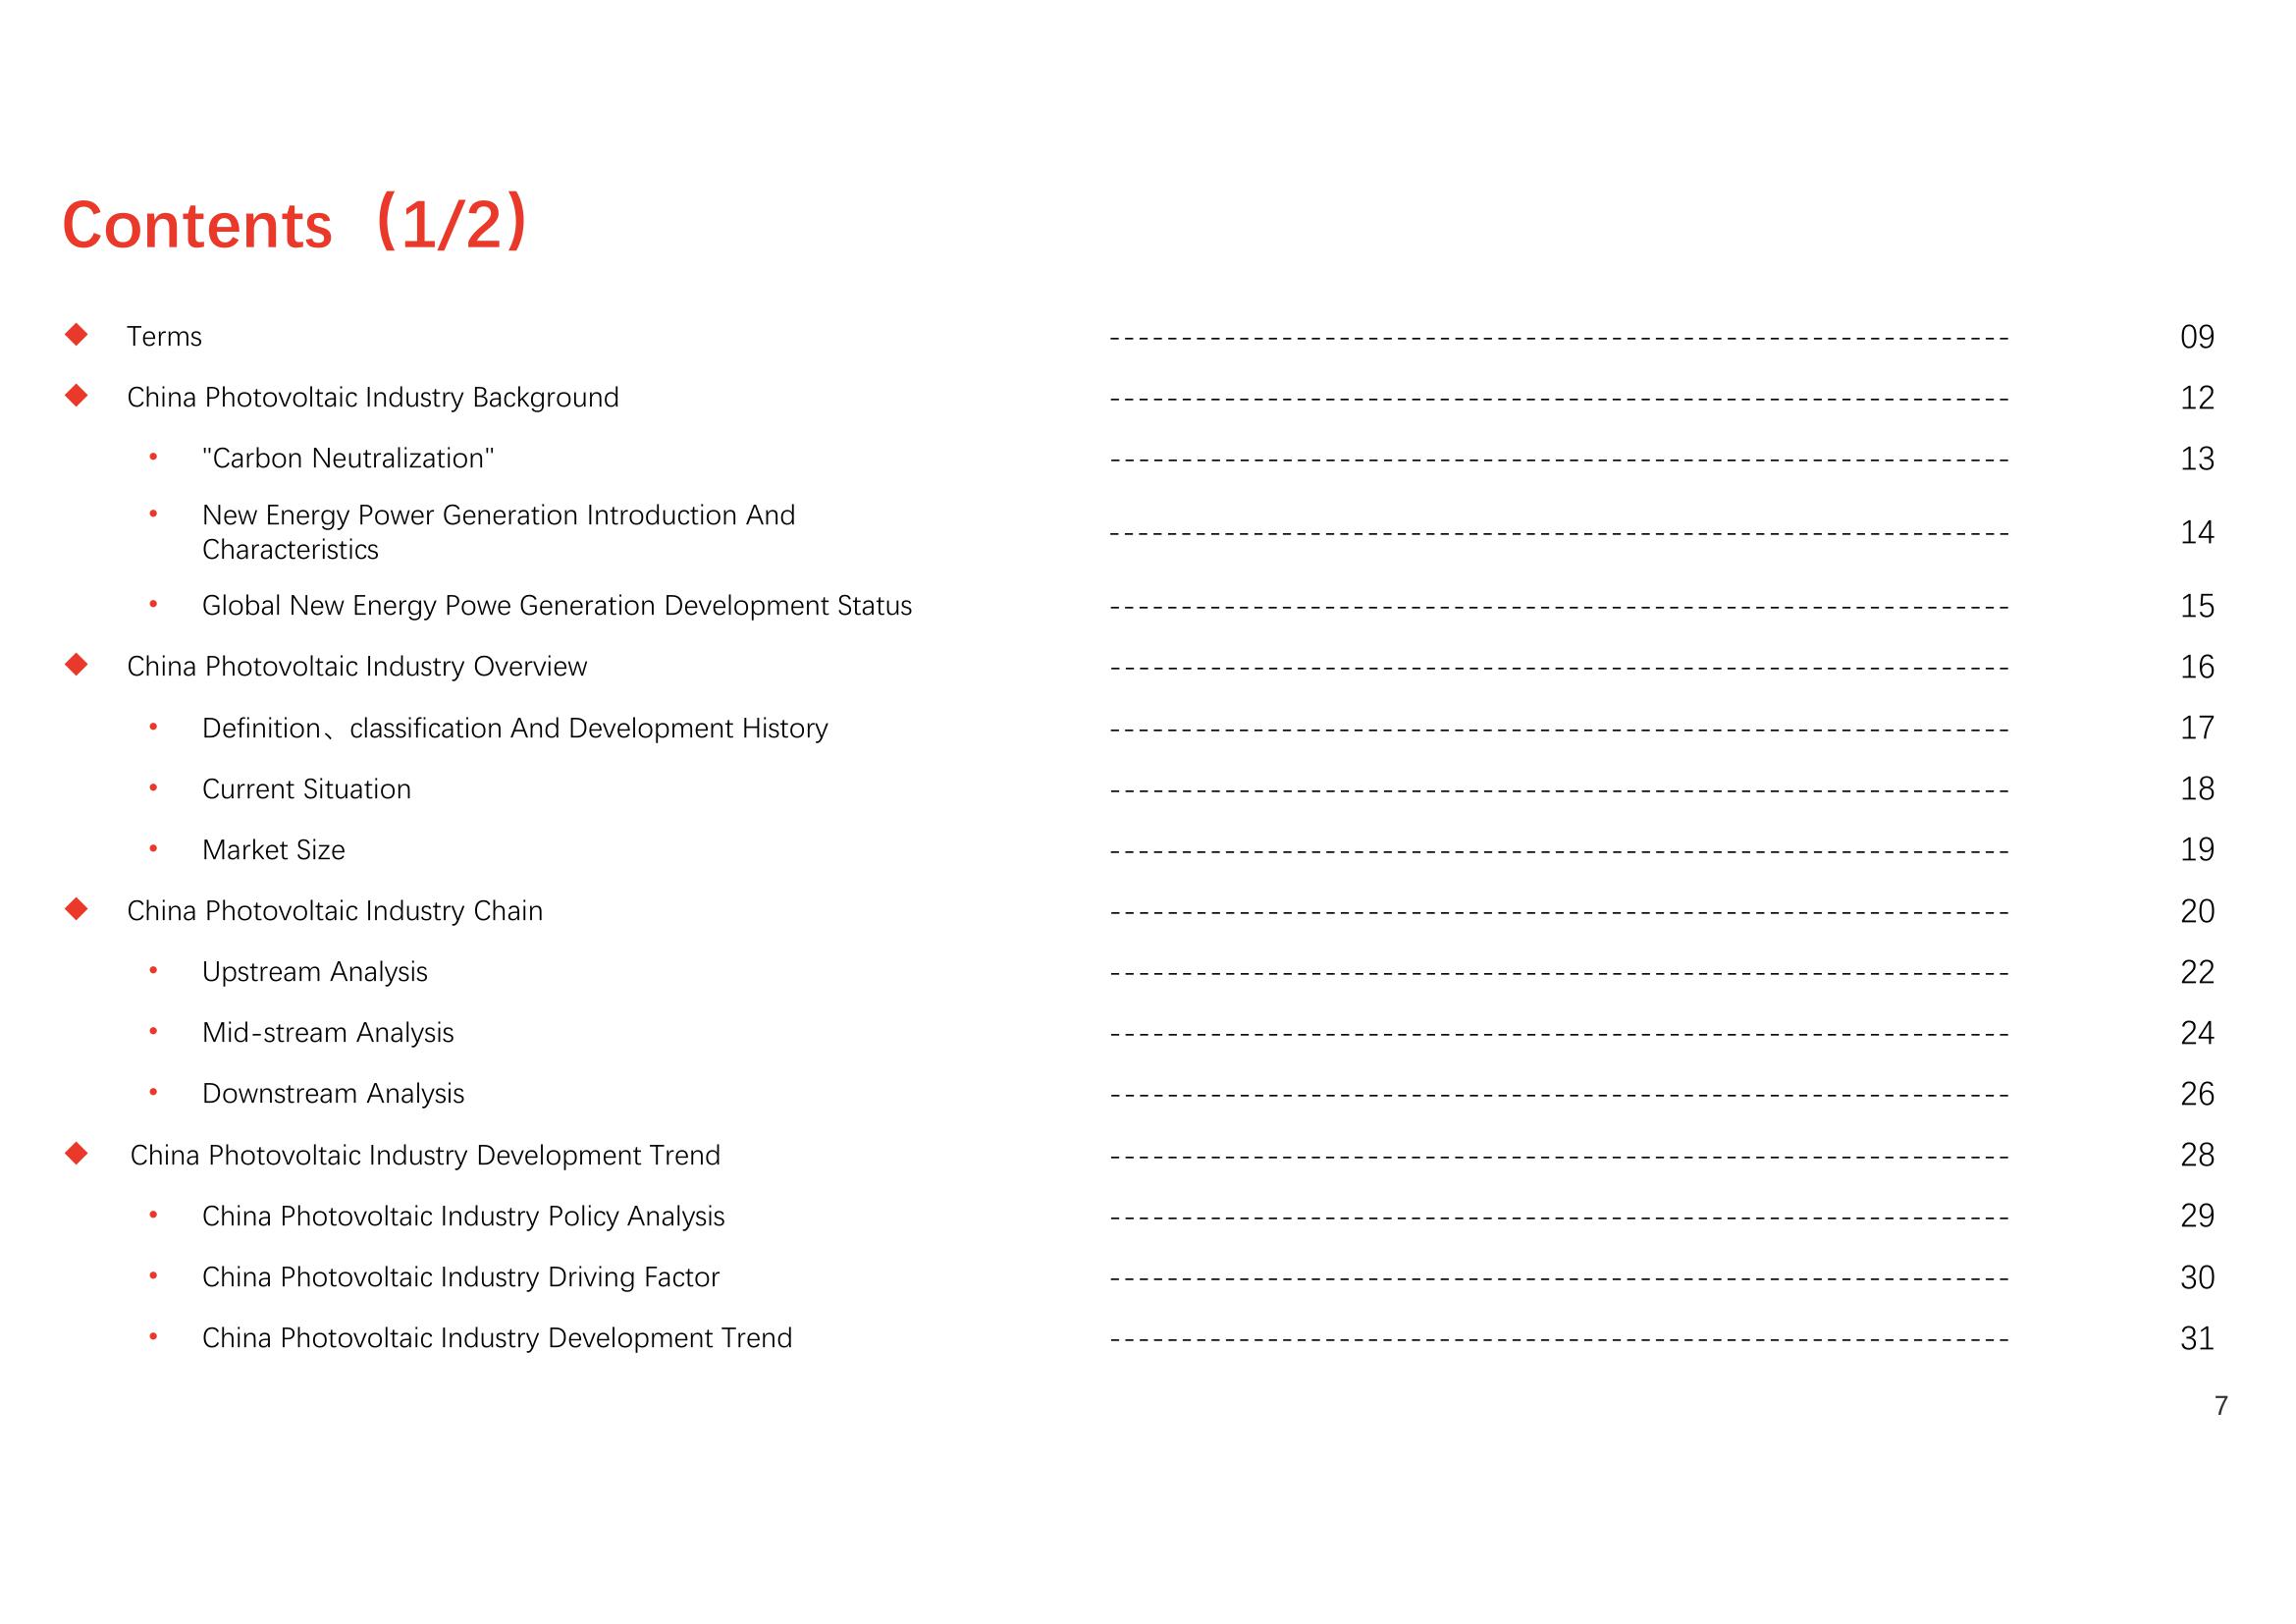 Contents（1/2）
◆ Terms -------------------------------------------------------------- 09
◆ China Photovoltaic Industry Background -------------------------------------------------------------- 12
• "Carbon Neutralization" -------------------------------------------------------------- 13
• New Energy Power Generation Introduction And
Characteristics -------------------------------------------------------------- 14
• Global New Energy Powe Generation Development Status -------------------------------------------------------------- 15
◆ China Photovoltaic Industry Overview -------------------------------------------------------------- 16
• Definition、classification And Development History -------------------------------------------------------------- 17
• Current Situation -------------------------------------------------------------- 18
• Market Size -------------------------------------------------------------- 19
◆ China Photovoltaic Industry Chain -------------------------------------------------------------- 20
• Upstream Analysis -------------------------------------------------------------- 22
• Mid-stream Analysis -------------------------------------------------------------- 24
• Downstream Analysis -------------------------------------------------------------- 26
◆ China Photovoltaic Industry Development Trend -------------------------------------------------------------- 28
• China Photovoltaic Industry Policy Analysis -------------------------------------------------------------- 29
• China Photovoltaic Industry Driving Factor -------------------------------------------------------------- 30
• China Photovoltaic Industry Development Trend -------------------------------------------------------------- 31
7